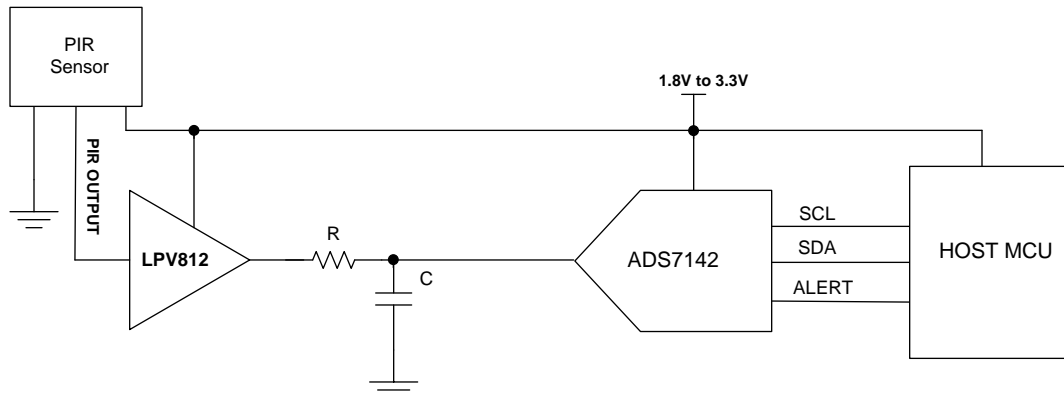 PIR
Sensor
1.8V to 3.3V
PIR OUTPUT
LPV812
R
C
ADS7142
SCL
SDA
ALERT
HOST MCU